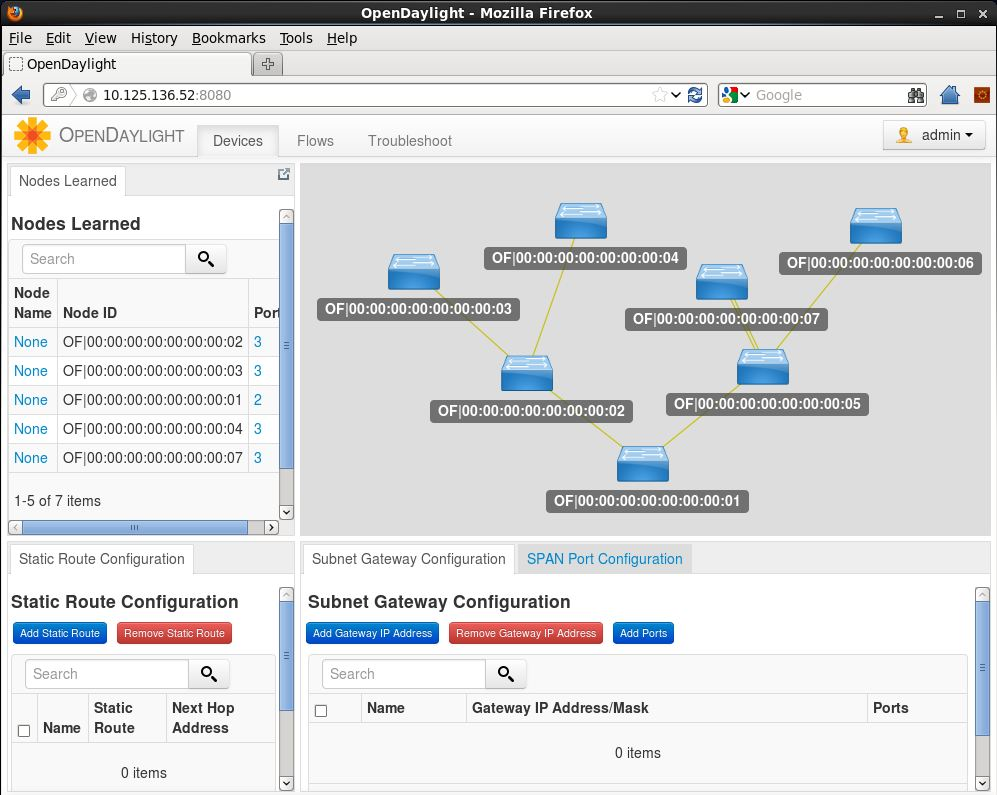 OpenDaylight - Mozilla Firefox
File Edit View History Bookmarks Tools Help
OpenDaylight
10.125.136.52:8080
Google
OPENDAYLIGHT
Devices
Flows
Troubleshoot
admin
Nodes Learned
Nodes Learned
Search
Node Name Node ID Port
None OF|00:00:00:00:00:00:00:02 3
None OF|00:00:00:00:00:00:00:03 3
None OF|00:00:00:00:00:00:00:01 2
None OF|00:00:00:00:00:00:00:04 3
None OF|00:00:00:00:00:00:00:07 3
1-5 of 7 items
OF|00:00:00:00:00:00:00:04
OF|00:00:00:00:00:00:00:06
OF|00:00:00:00:00:00:00:03
OF|00:00:00:00:00:00:00:07
OF|00:00:00:00:00:00:00:05
OF|00:00:00:00:00:00:00:02
OF|00:00:00:00:00:00:00:01
Static Route Configuration
Static Route Configuration
Add Static Route Remove Static Route
Search
Name Static Route Next Hop Address
0 items
Subnet Gateway Configuration SPAN Port Configuration
Subnet Gateway Configuration
Add Gateway IP Address Remove Gateway IP Address Add Ports
Search
Name Gateway IP Address/Mask Ports
0 items